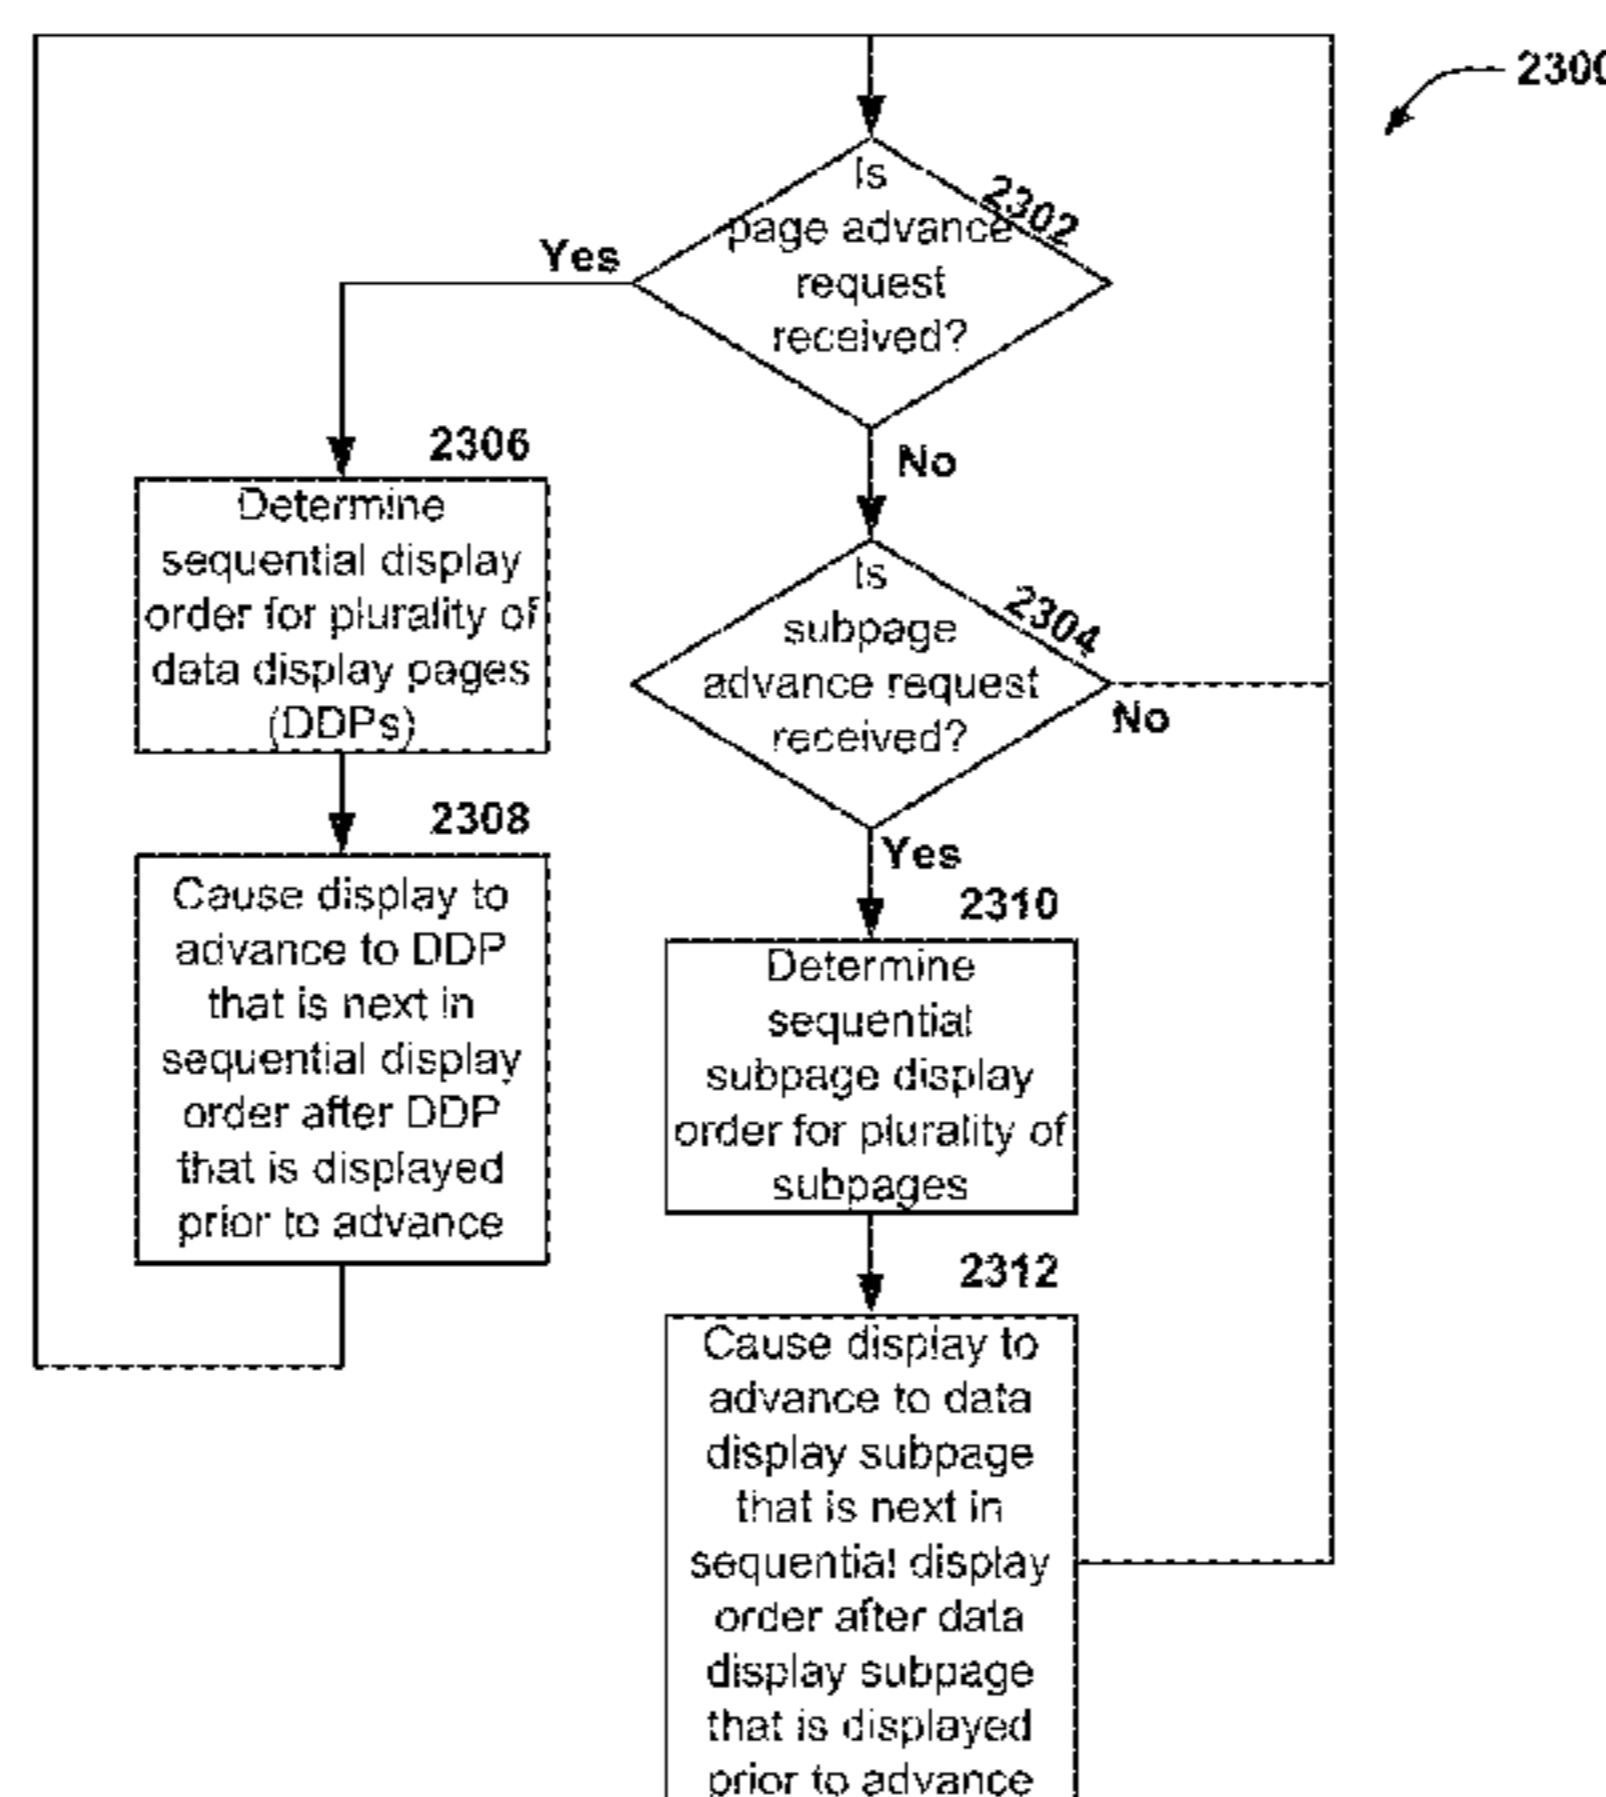 2300
Is
page advance
request
received?
2302
Yes
No
2306
Determine
sequential display
order for plurality of
data display pages
(DDPs)
Is
subpage
advance request
received?
2304
No
Yes
2308
Cause display to
advance to DDP
that is next in
sequential display
order after DDP
that is displayed
prior to advance
2310
Determine
sequential
subpage display
order for plurality of
subpages
2312
Cause display to
advance to data
display subpage
that is next in
sequential display
order after data
display subpage
that is displayed
prior to advance